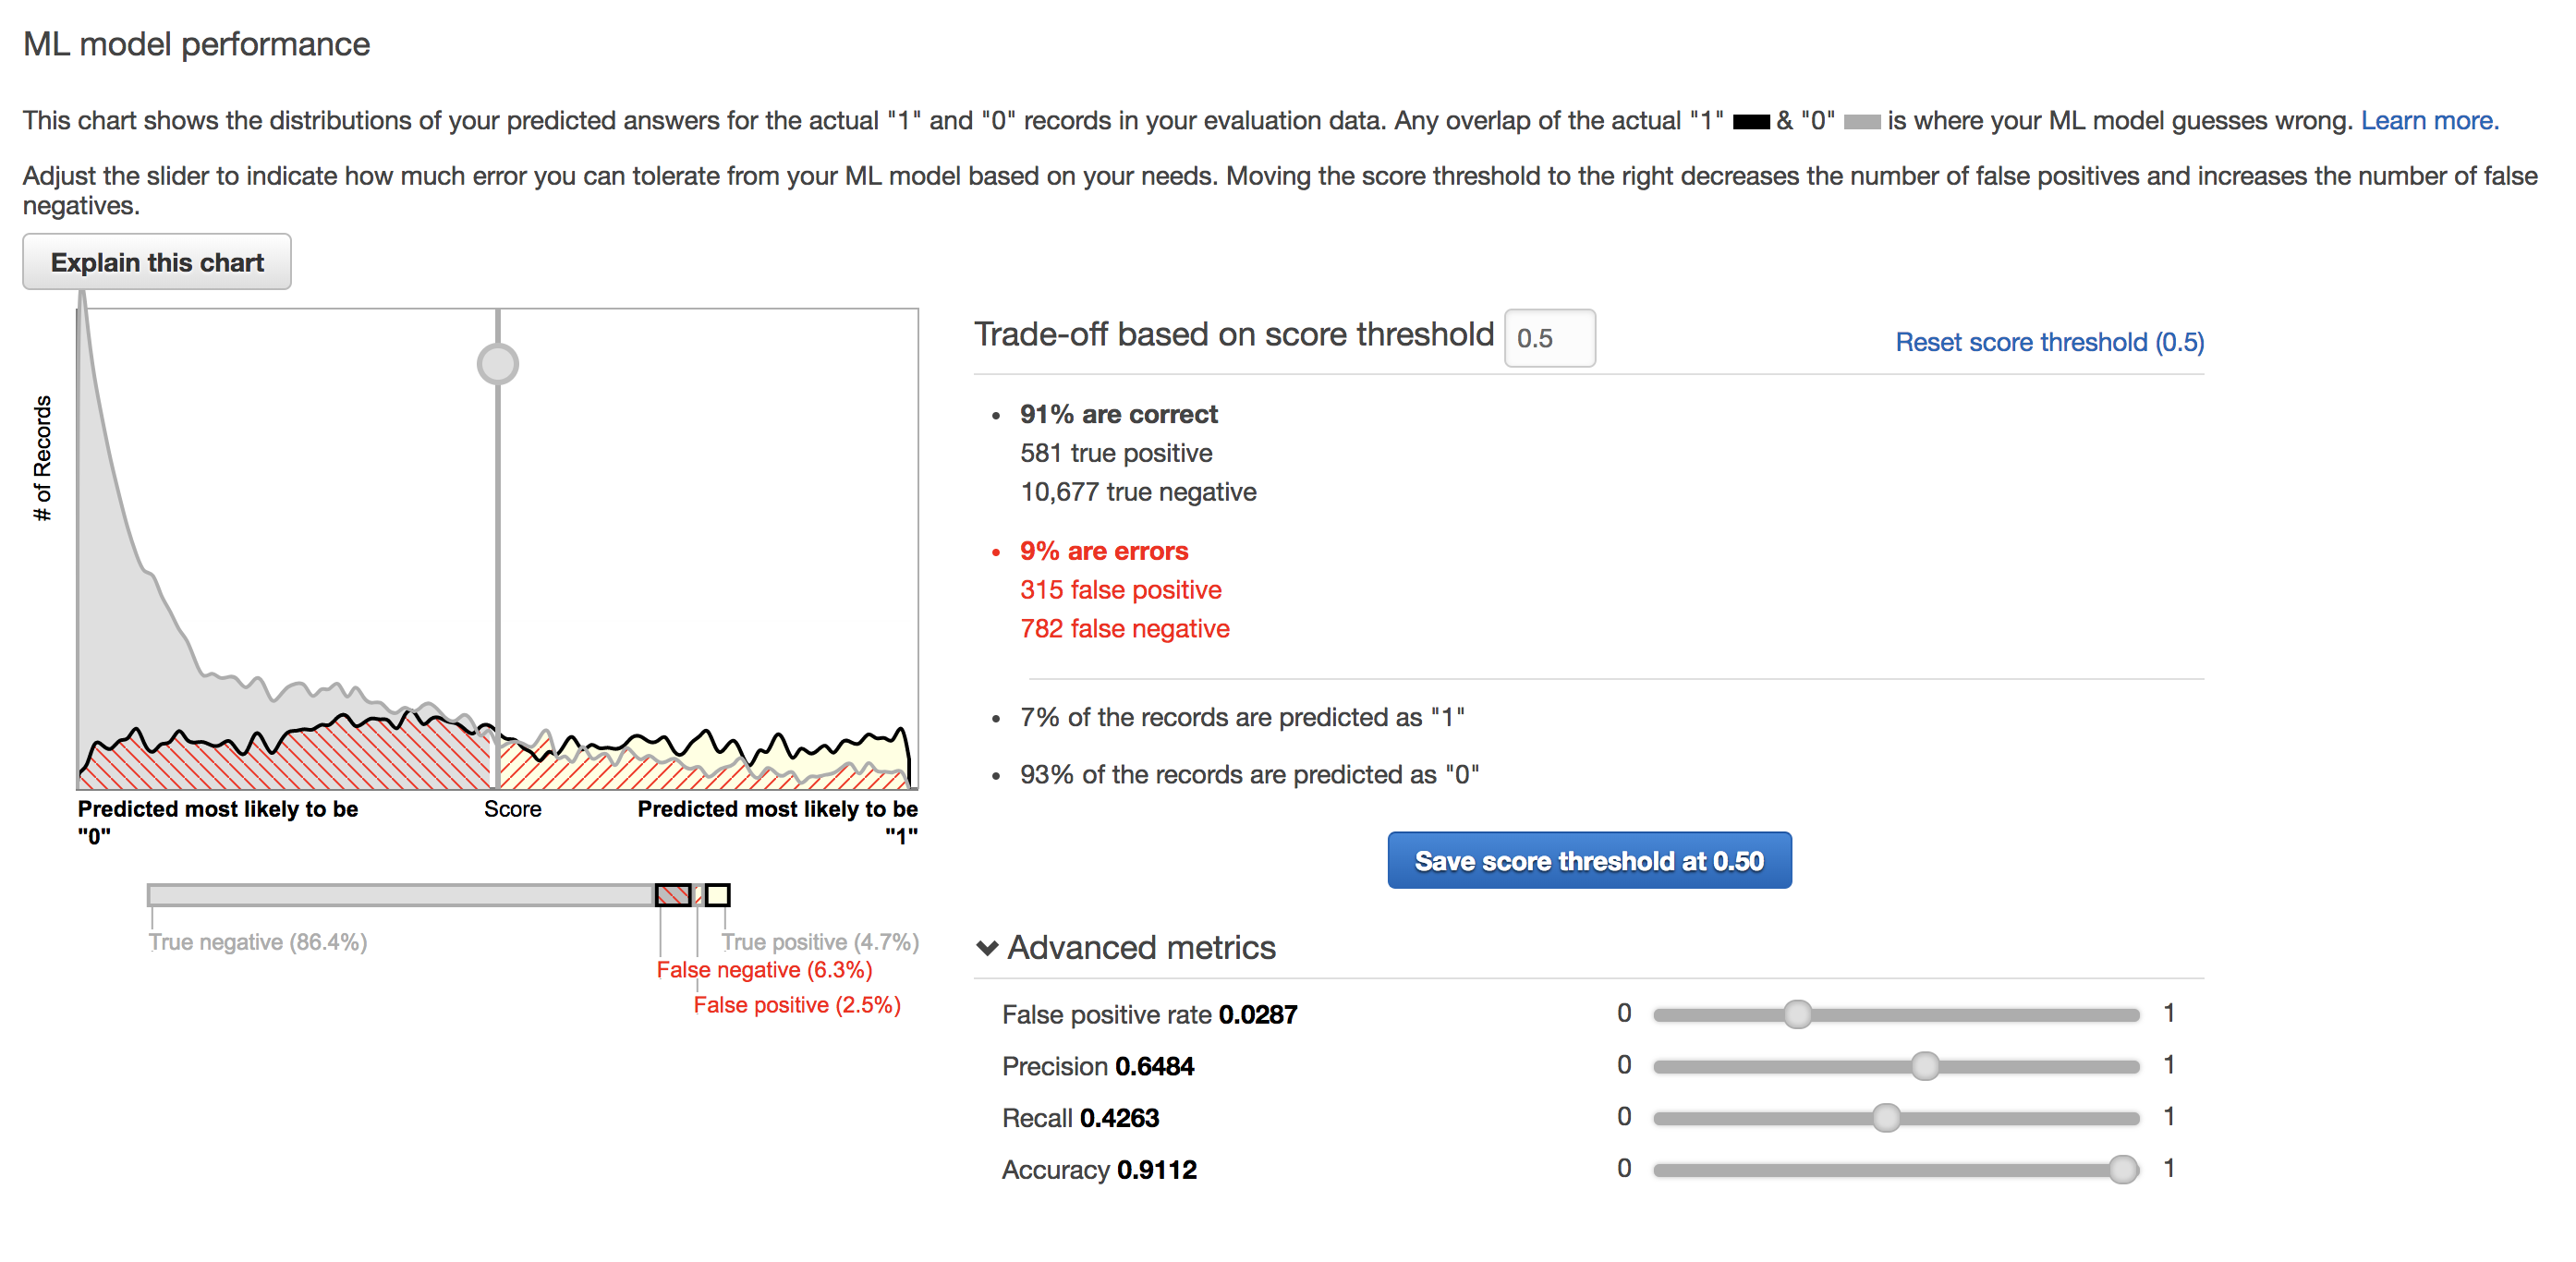 ML model performance
This chart shows the distributions of your predicted answers for the actual "1" and "0" records in your evaluation data. Any overlap of the actual "1" & "0" is where your ML model guesses wrong. Learn more.
Adjust the slider to indicate how much error you can tolerate from your ML model based on your needs. Moving the score threshold to the right decreases the number of false positives and increases the number of false
negatives.
Explain this chart
# of Records
Predicted most likely to be
"0"
Score
Predicted most likely to be
"1"
True negative (86.4%)
True positive (4.7%)
False negative (6.3%)
False positive (2.5%)
Trade-off based on score threshold 0.5
Reset score threshold (0.5)
• 91% are correct
581 true positive
10,677 true negative
• 9% are errors
315 false positive
782 false negative
• 7% of the records are predicted as "1"
• 93% of the records are predicted as "0"
Save score threshold at 0.50
Advanced metrics
False positive rate 0.0287 0 1
Precision 0.6484 0 1
Recall 0.4263 0 1
Accuracy 0.9112 0 1